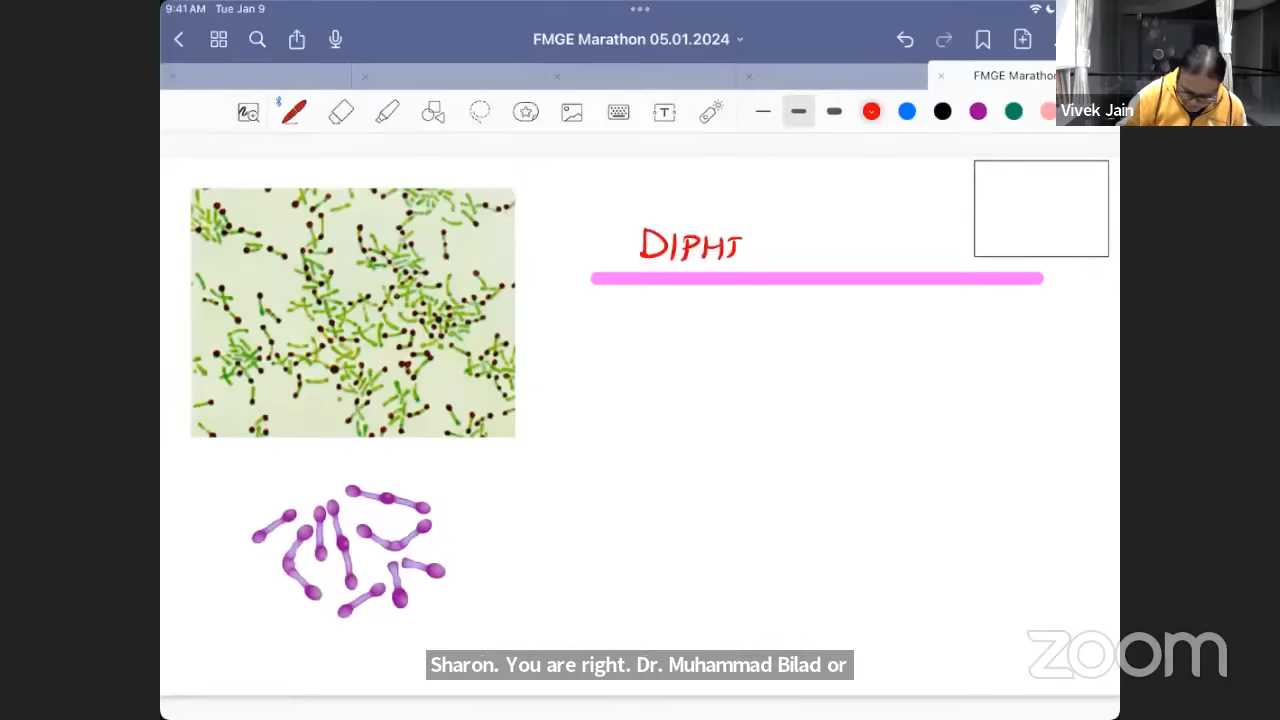 9:41 AM Tue Jan 9
FMGE Marathon 05.01.2024
FMGE Maratho
Vivek Jain
T
DIPHT
Sharon. You are right. Dr. Muhammad Bilad or
zoom